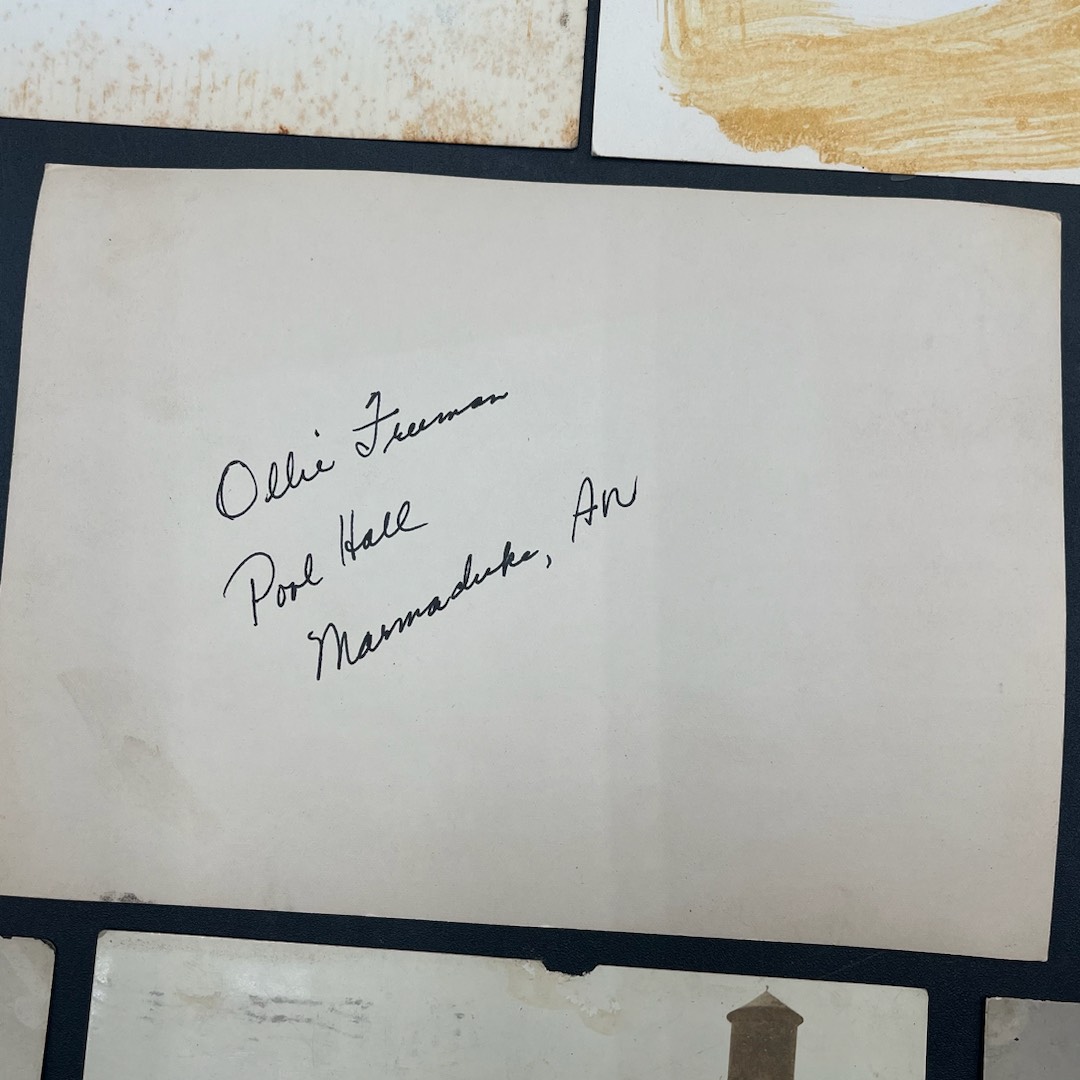 Ollie Freeman
Pool Hall
Marmaduke, AR